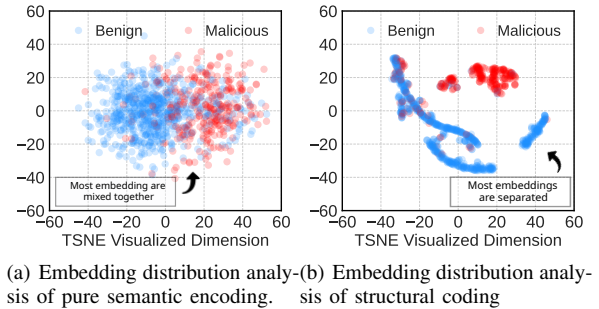 60
40
20
0
−20
−40
−60
Benign
Malicious
Most embedding are
mixed together
−60 −40 −20 0 20 40 60
TSNE Visualized Dimension
60
40
20
0
−20
−40
−60
Benign
Malicious
Most embeddings
are separated
−60 −40 −20 0 20 40 60
TSNE Visualized Dimension
(a) Embedding distribution analy-
sis of pure semantic encoding.
(b) Embedding distribution analy-
sis of structural coding